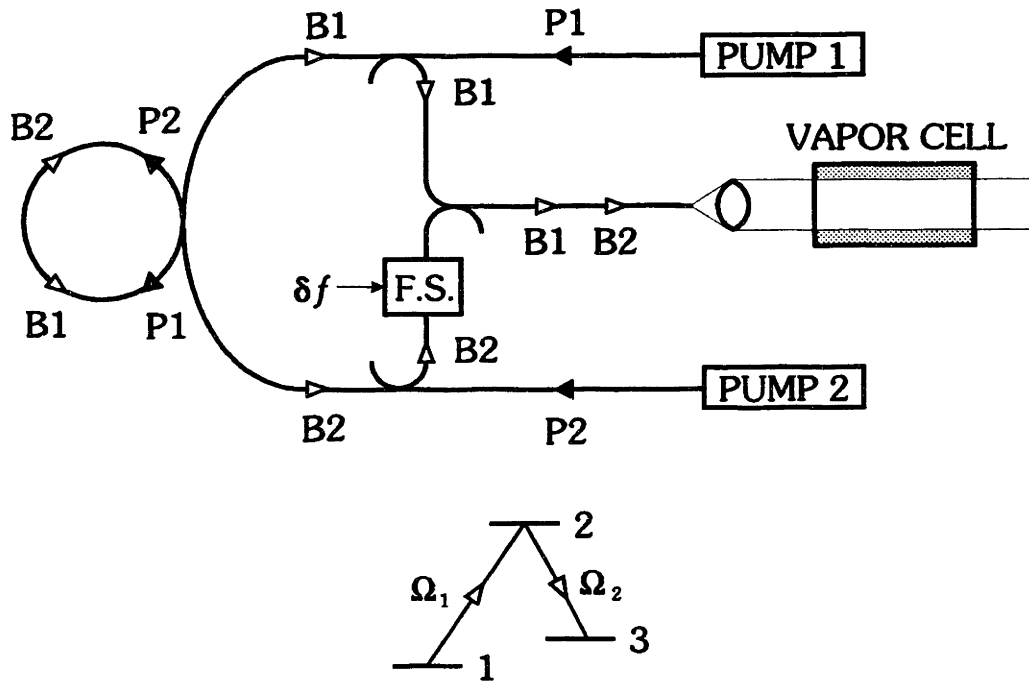 B1
P1
PUMP 1
B1
B2
P2
VAPOR CELL
B1 B2
δf
F.S.
B1
P1
B2
PUMP 2
B2
P2
2
Ω₁
Ω₂
3
1